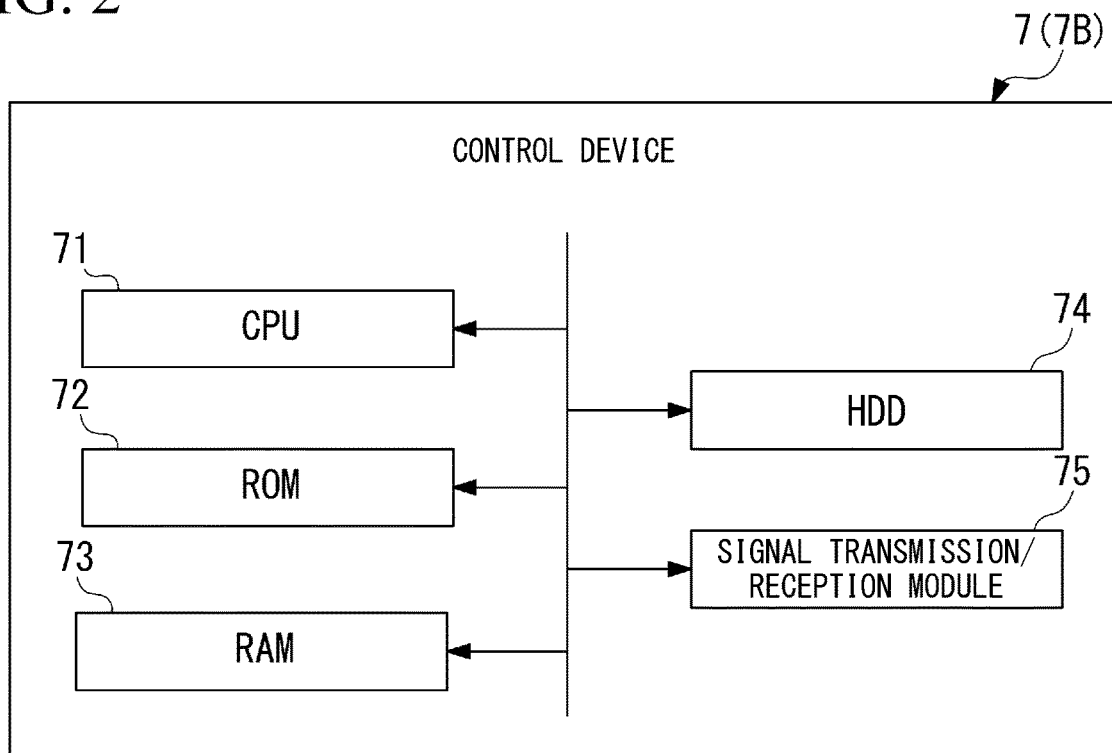 FIG. 2
7(7B)
CONTROL DEVICE
71
CPU
74
HDD
72
ROM
75
SIGNAL TRANSMISSION/
RECEPTION MODULE
73
RAM